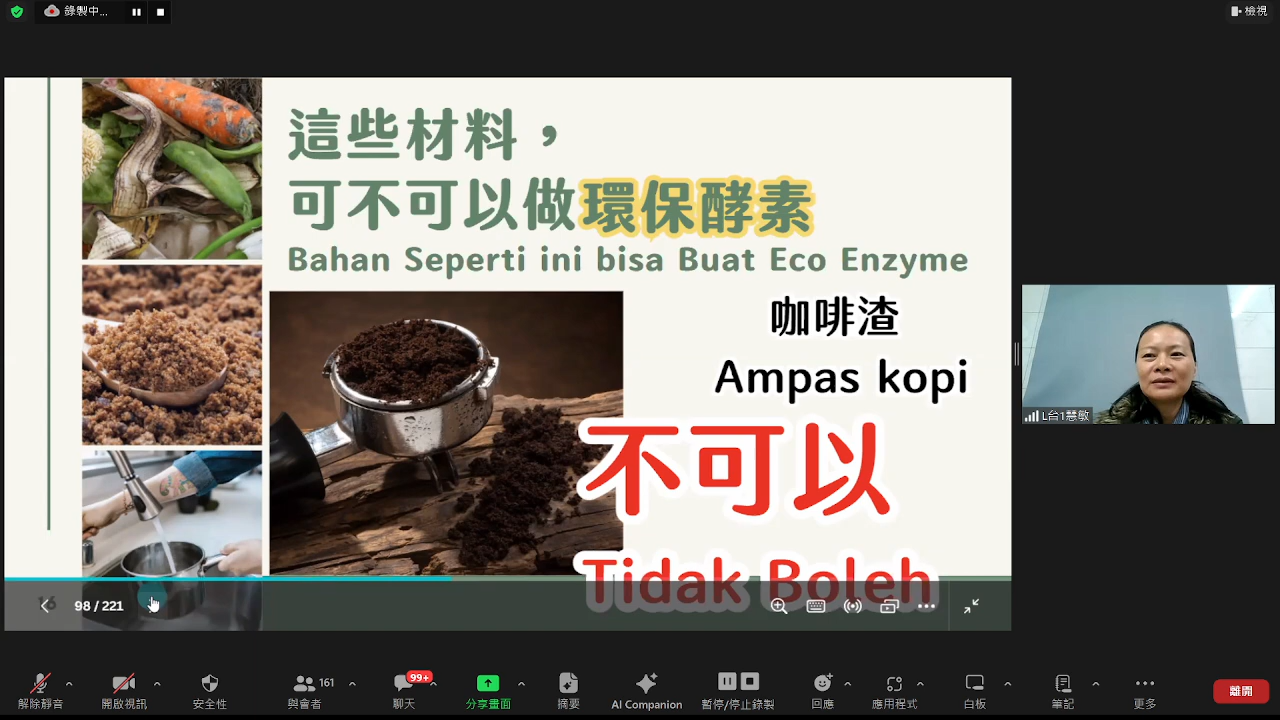 錄製中...
檢視
這些材料，
可不可以做環保酵素
Bahan Seperti ini bisa Buat Eco Enzyme
咖啡渣
Ampas kopi
不可以
Tidak Boleh
L台1慧敏
16
98 / 221
解除靜音
開啟視訊
安全性
161
與會者
99+
聊天
分享畫面
摘要
AI Companion
暫停/停止錄製
回應
應用程式
白板
筆記
更多
離開